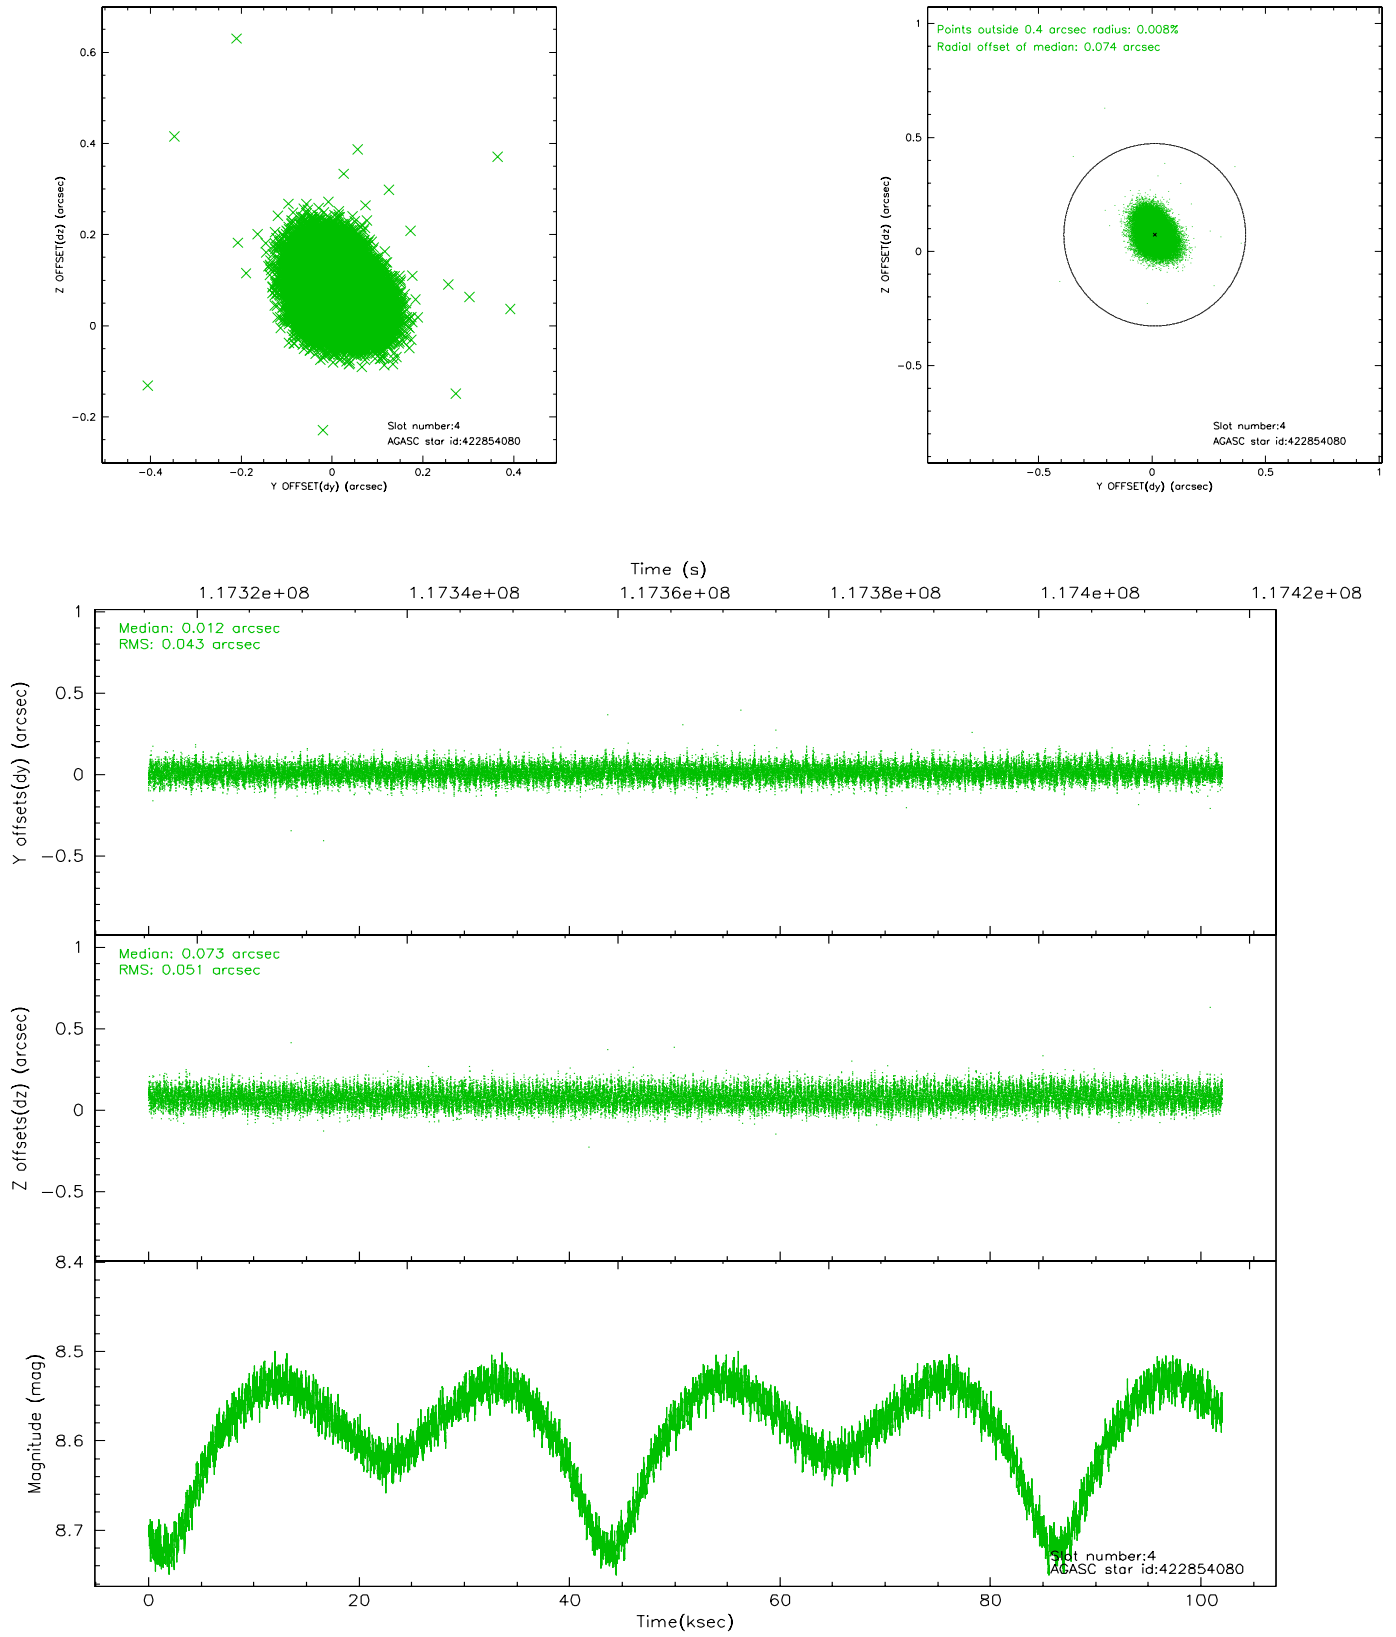 0.6
0.4
0.2
0
−0.2
Z OFFSET(dz) (arcsec)
Slot number:4
AGASC star id:422854080
−0.4
−0.2
0
0.2
0.4
Y OFFSET(dy) (arcsec)
Points outside 0.4 arcsec radius: 0.008%
Radial offset of median: 0.074 arcsec
1
0.5
0
−0.5
Z OFFSET(dz) (arcsec)
Slot number:4
AGASC star id:422854080
−0.5
0
0.5
1
Y OFFSET(dy) (arcsec)
Time (s)
1.1732e+08
1.1734e+08
1.1736e+08
1.1738e+08
1.174e+08
1.1742e+08
Median: 0.012 arcsec
RMS: 0.043 arcsec
1
0.5
0
−0.5
Y offsets(dy) (arcsec)
Median: 0.073 arcsec
RMS: 0.051 arcsec
1
0.5
0
−0.5
Z offsets(dz) (arcsec)
8.4
8.5
8.6
8.7
Magnitude (mag)
Slot number:4
AGASC star id:422854080
0
20
40
60
80
100
Time(ksec)